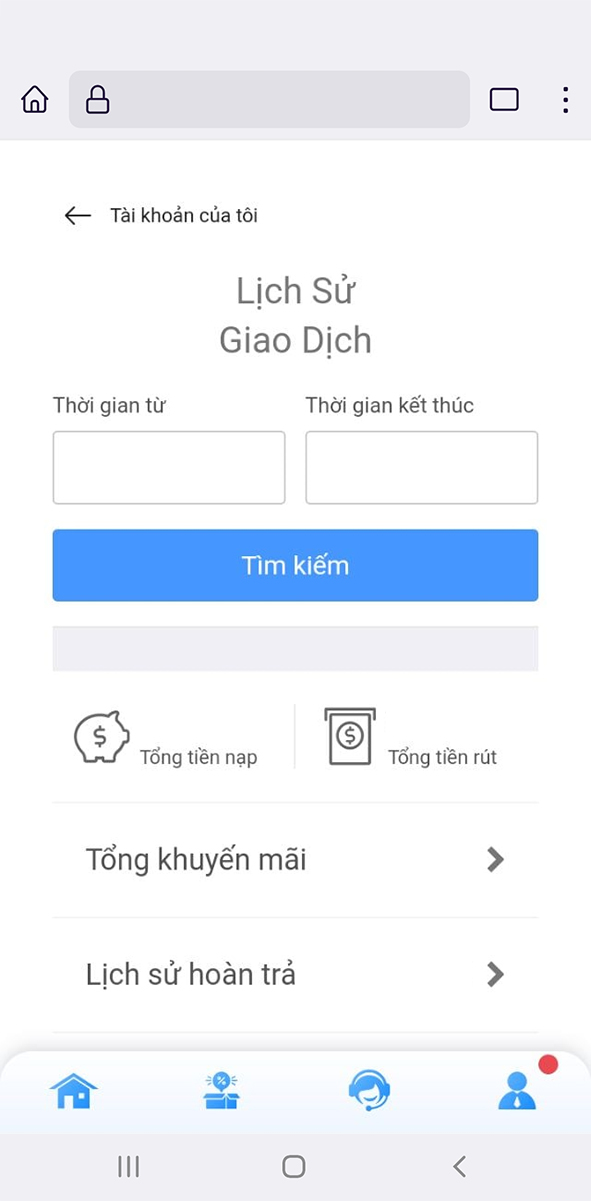 Tài khoản của tôi
Lịch Sử
Giao Dịch
Thời gian từ
Thời gian kết thúc
Tìm kiếm
$
Tổng tiền nạp
$
Tổng tiền rút
Tổng khuyến mãi
Lịch sử hoàn trả
%